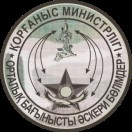 ҚОРҒАНЫС МИНИСТРЛІГІ
ОРТАЛЫҚ БАҒЫНЫСТЫ ӘСКЕРИ БӨЛІМДЕР